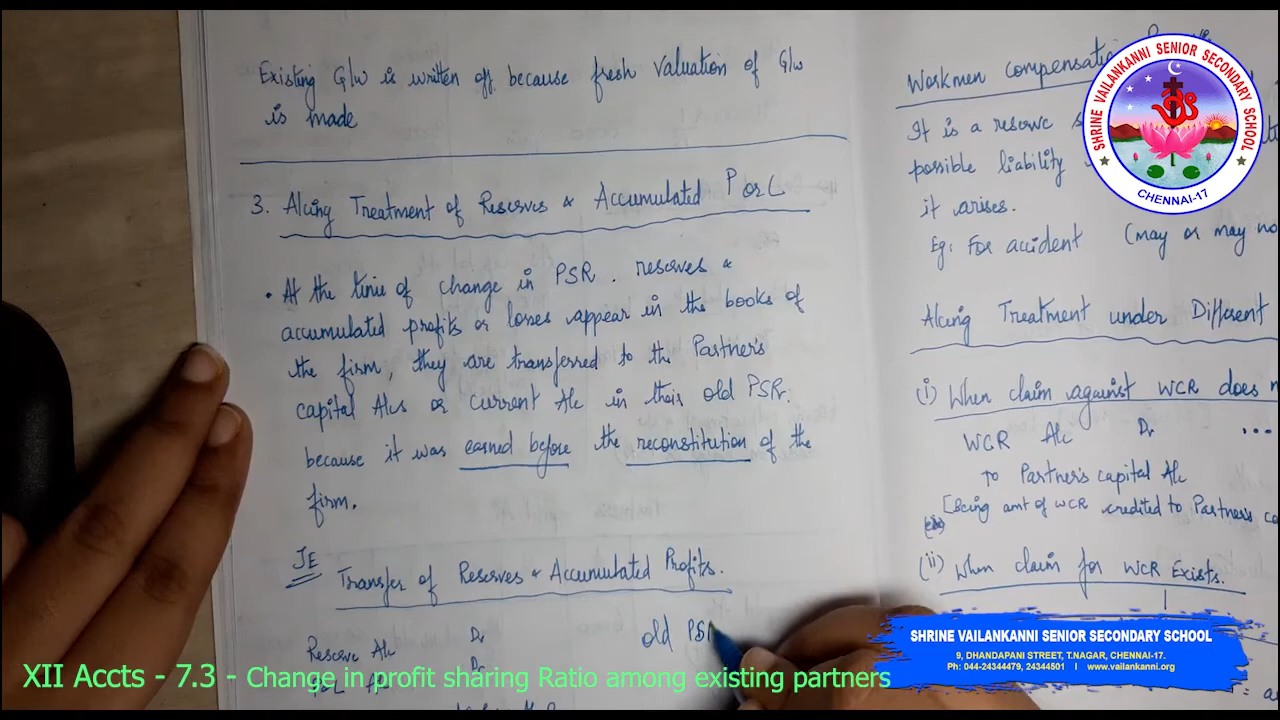 Existing G/w is written off because fresh valuation of G/w
is made
3. A/cing Treatment of Reserves & Accumulated P or L
• At the time of change in PSR. reserves &
accumulated profits or losses appear in the books of
the firm, they are transferred to the Partner's
capital A/cs or current A/c in their old PSR.
because it was earned before the reconstitution of the
firm.
JE
Transfer of Reserves & Accumulated Profits.
old PSR
Reserve A/c Dr
P&L A/c Dr
Workmen compensation
It is a reserve
possible liability
it arises.
Eg: For accident (may or may no
A/cing Treatment under Different
(i) When claim against WCR does n
WCR A/c Dr ...
To Partner's capital A/c
[Being amt of WCR credited to Partner's ca
(ii) When claim for WCR Exists.
SHRINE VAILANKANNI SENIOR SECONDARY SCHOOL
CHENNAI-17
SHRINE VAILANKANNI SENIOR SECONDARY SCHOOL
9, DHANDAPANI STREET, T.NAGAR, CHENNAI-17.
Ph: 044-24344479, 24344501 I www.vailankanni.org
XII Accts - 7.3 - Change in profit sharing Ratio among existing partners